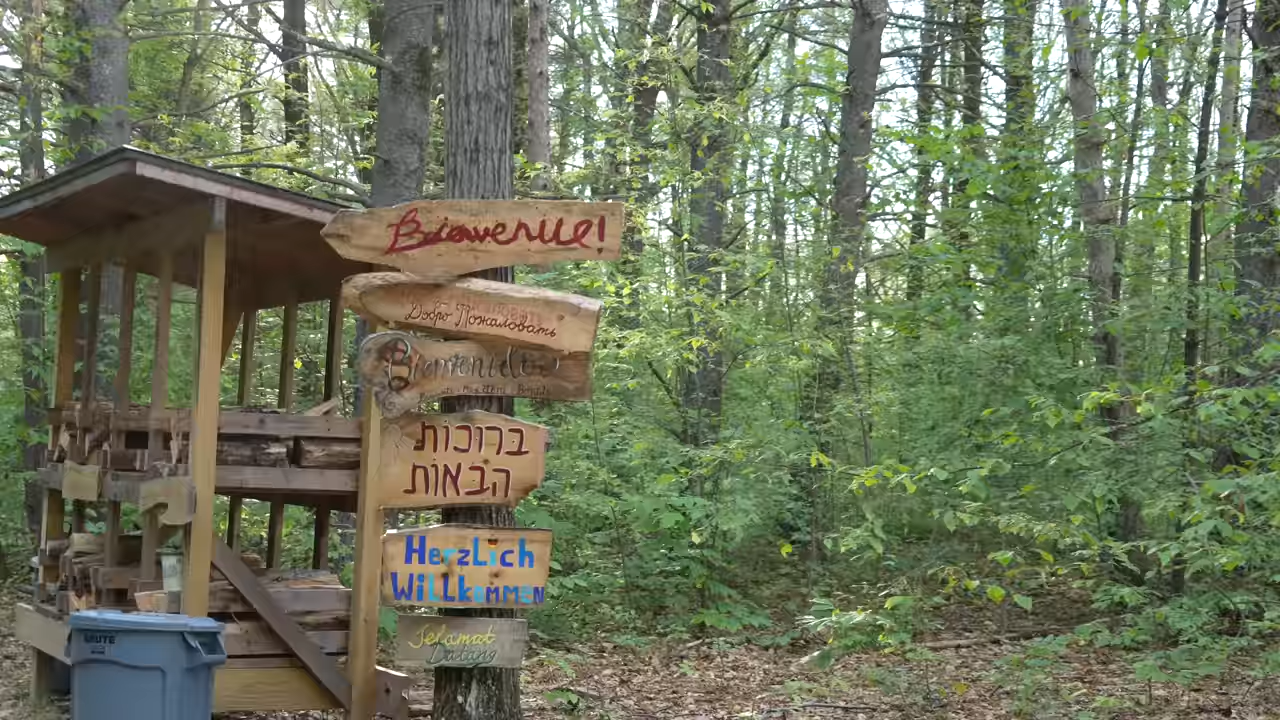 Bienvenue!
Добро Пожаловать
Bienvenidos
ברוכות
הבאות
Herzlich
Willkommen
Selamat
Datang
BRUTE